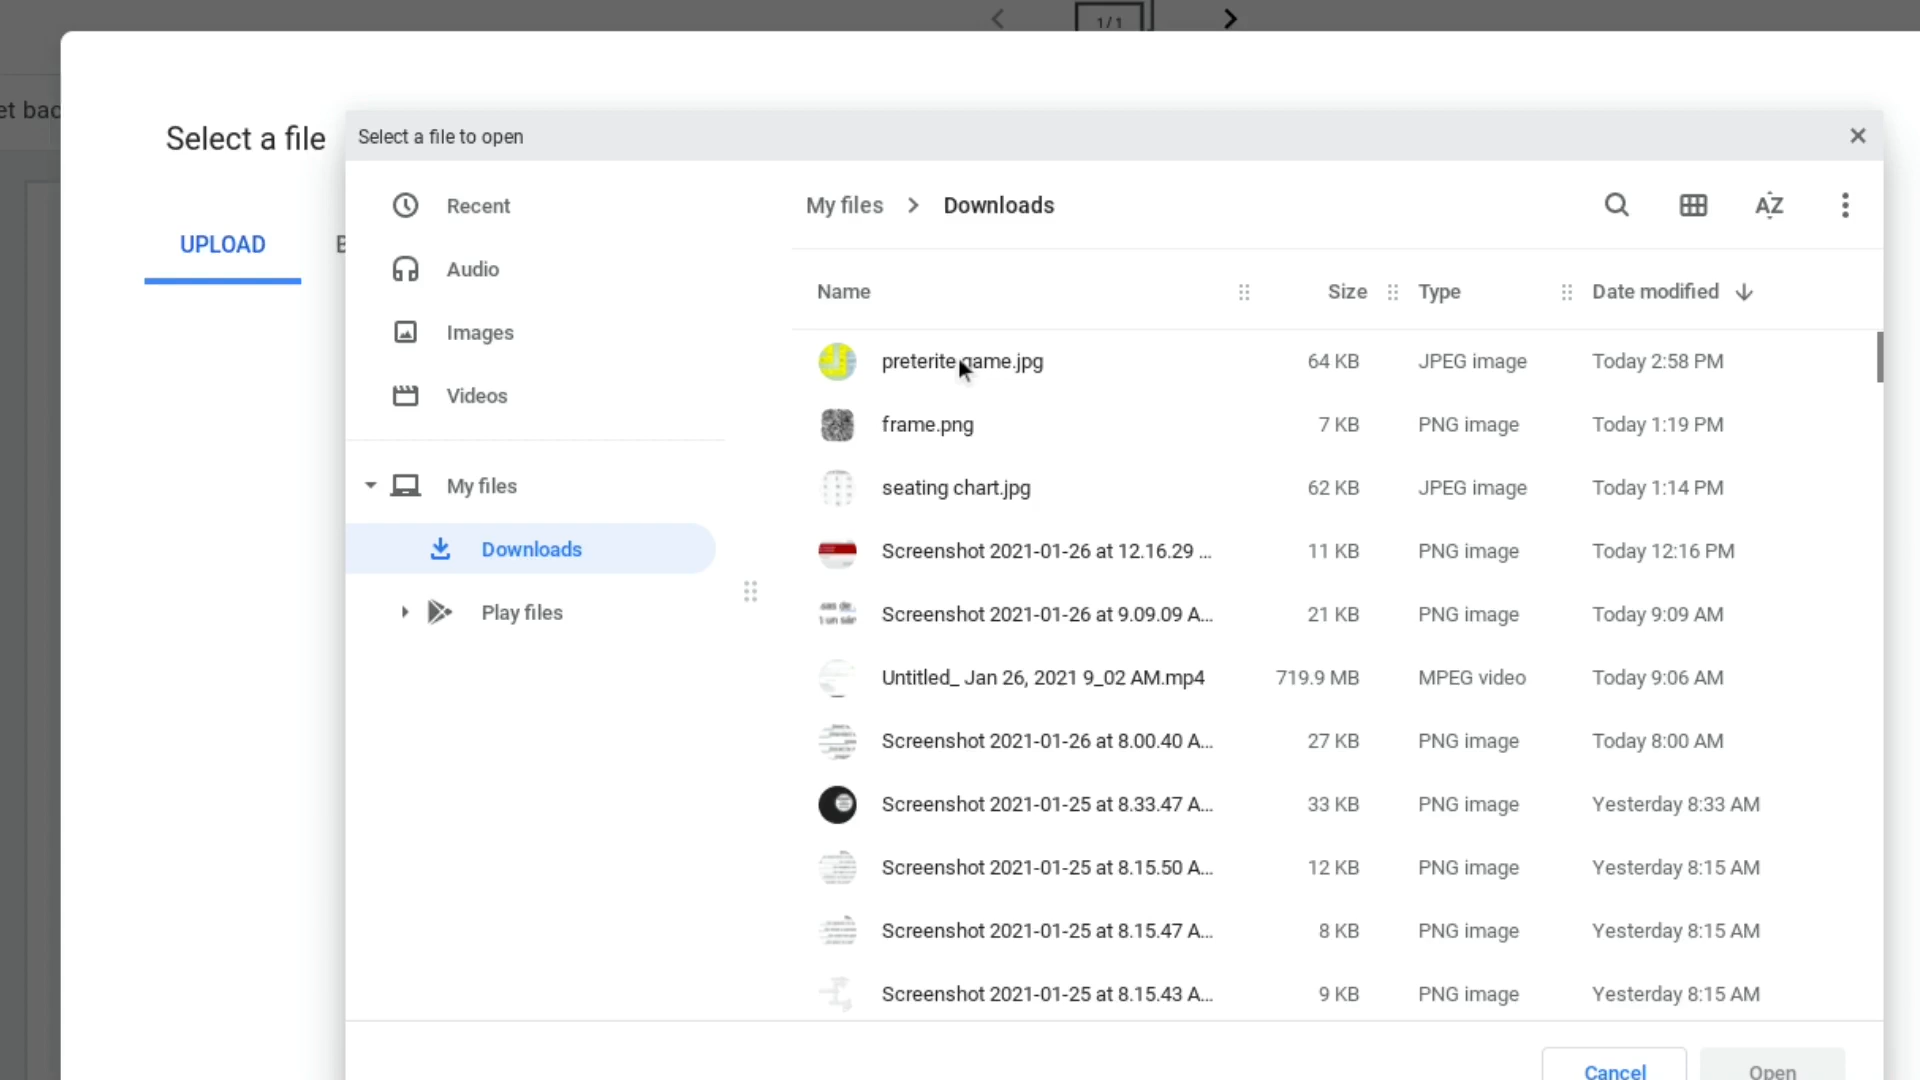 1/1
et bac
Select a file
UPLOAD
Select a file to open
Recent
Audio
Images
Videos
My files
Downloads
Play files
My files > Downloads
AZ
Name Size Type Date modified
preterite game.jpg 64 KB JPEG image Today 2:58 PM
frame.png 7 KB PNG image Today 1:19 PM
seating chart.jpg 62 KB JPEG image Today 1:14 PM
Screenshot 2021-01-26 at 12.16.29 ... 11 KB PNG image Today 12:16 PM
Screenshot 2021-01-26 at 9.09.09 A... 21 KB PNG image Today 9:09 AM
Untitled_ Jan 26, 2021 9_02 AM.mp4 719.9 MB MPEG video Today 9:06 AM
Screenshot 2021-01-26 at 8.00.40 A... 27 KB PNG image Today 8:00 AM
Screenshot 2021-01-25 at 8.33.47 A... 33 KB PNG image Yesterday 8:33 AM
Screenshot 2021-01-25 at 8.15.50 A... 12 KB PNG image Yesterday 8:15 AM
Screenshot 2021-01-25 at 8.15.47 A... 8 KB PNG image Yesterday 8:15 AM
Screenshot 2021-01-25 at 8.15.43 A... 9 KB PNG image Yesterday 8:15 AM
Cancel Open